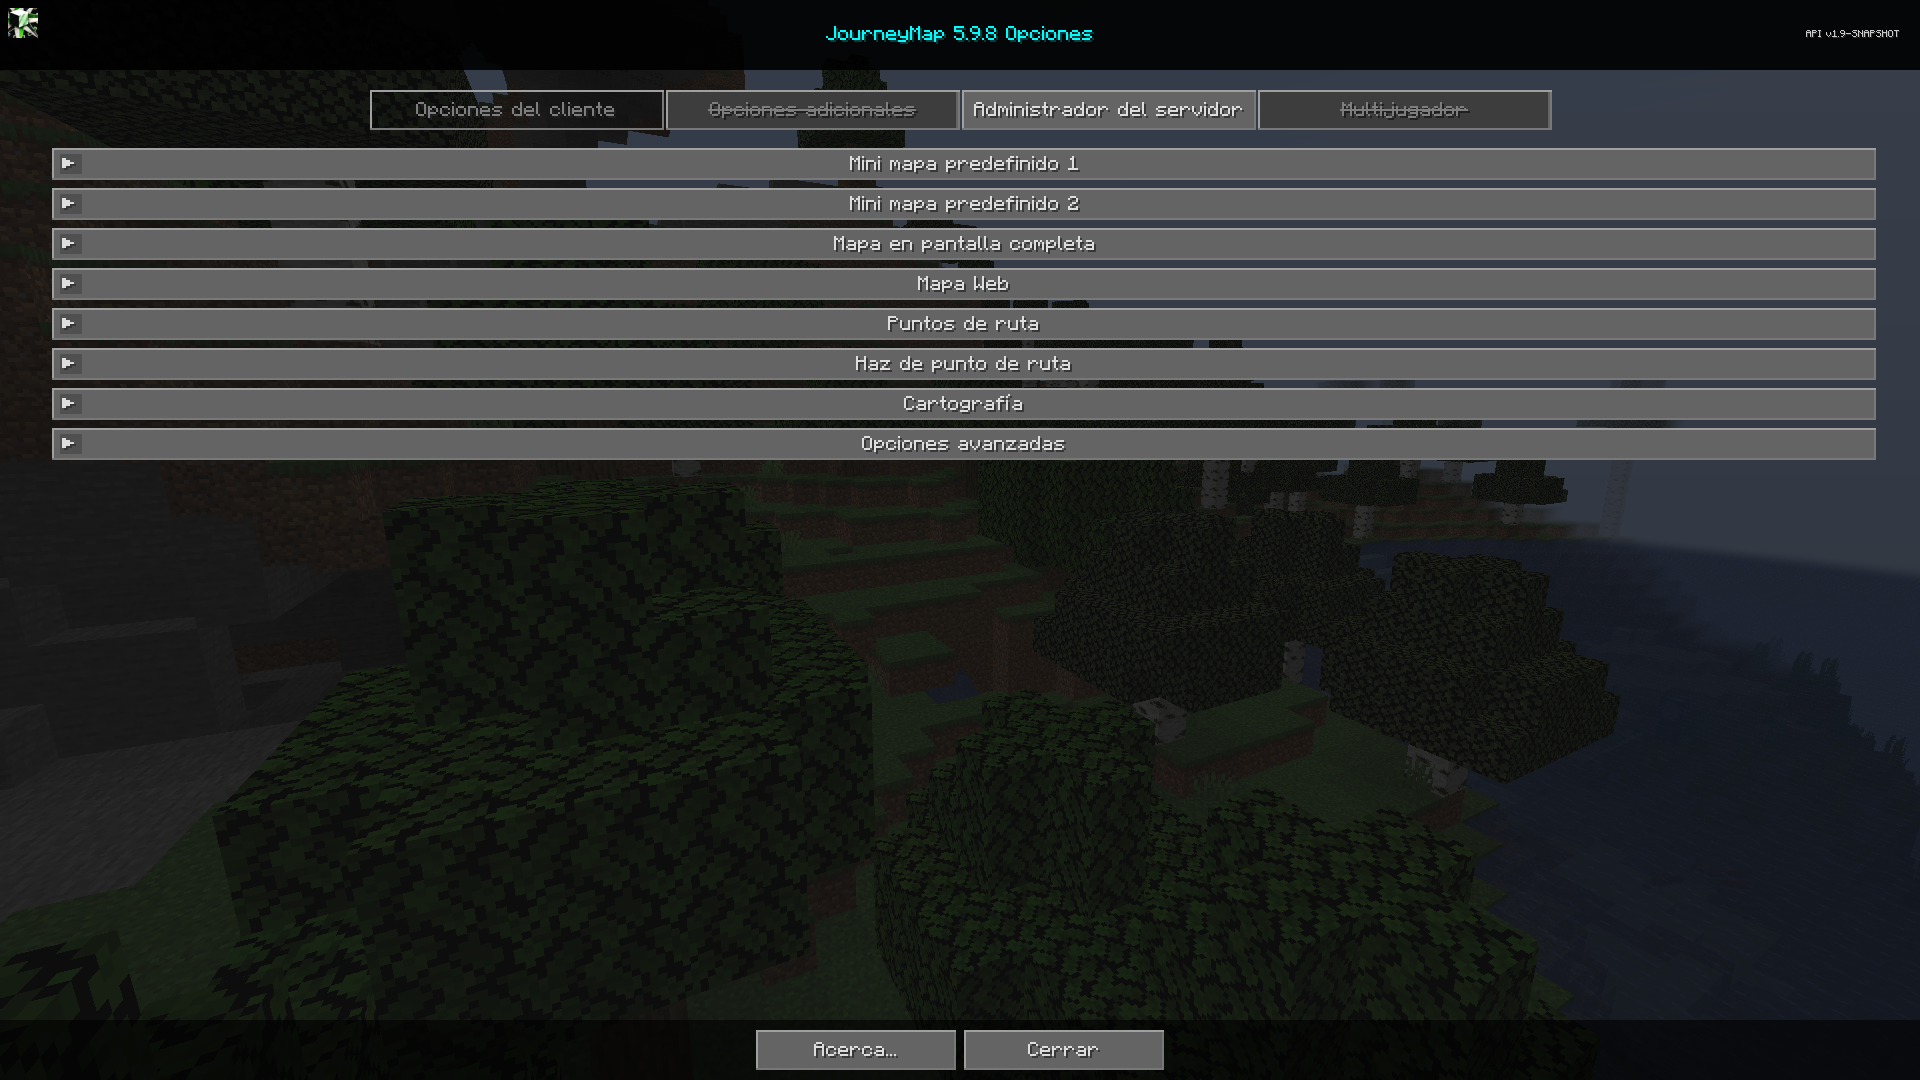 JourneyMap 5.9.8 Opciones
API v1.9-SNAPSHOT
Opciones del cliente
Opciones adicionales
Administrador del servidor
Multijugador
Mini mapa predefinido 1
Mini mapa predefinido 2
Mapa en pantalla completa
Mapa Web
Puntos de ruta
Haz de punto de ruta
Cartografía
Opciones avanzadas
Acerca...
Cerrar